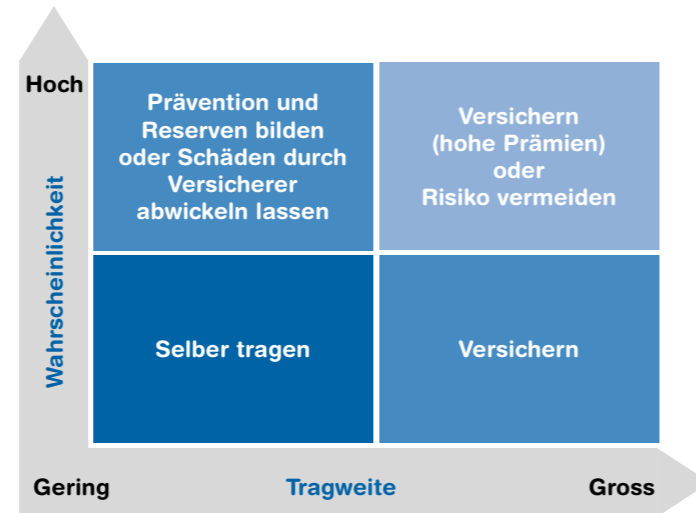 Hoch
Prävention und
Reserven bilden
oder Schäden durch
Versicherer
abwickeln lassen
Versichern
(hohe Prämien)
oder
Risiko vermeiden
Wahrscheinlichkeit
Selber tragen
Versichern
Gering
Tragweite
Gross